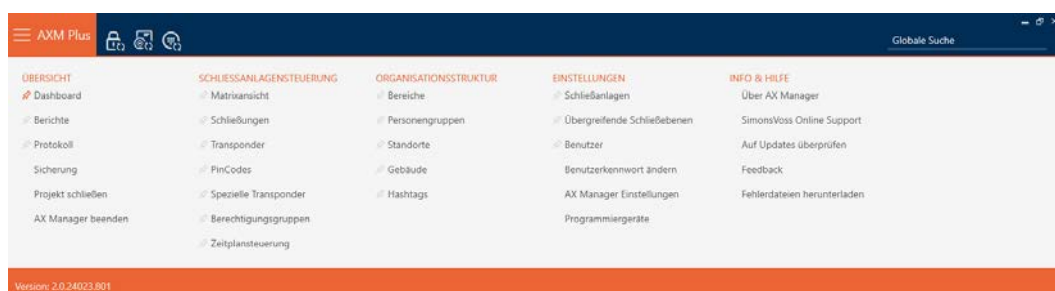 AXM Plus
Globale Suche
ÜBERSICHT
Dashboard
Berichte
Protokoll
Sicherung
Projekt schließen
AX Manager beenden
SCHLIESSANLAGENSTEUERUNG
Matrixansicht
Schließungen
Transponder
PinCodes
Spezielle Transponder
Berechtigungsgruppen
Zeitplansteuerung
ORGANISATIONSSTRUKTUR
Bereiche
Personengruppen
Standorte
Gebäude
Hashtags
EINSTELLUNGEN
Schließanlagen
Übergreifende Schließebenen
Benutzer
Benutzerkennwort ändern
AX Manager Einstellungen
Programmiergeräte
INFO & HILFE
Über AX Manager
SimonsVoss Online Support
Auf Updates überprüfen
Feedback
Fehlerdateien herunterladen
Version: 2.0.24023.801